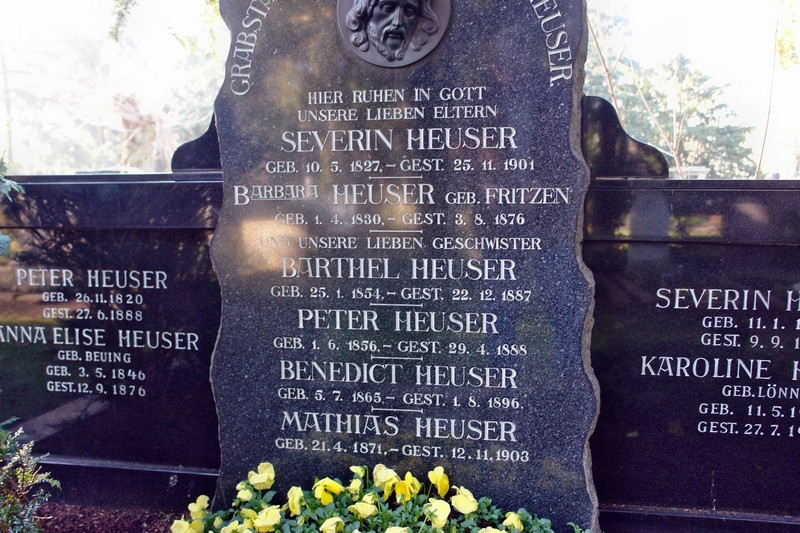 HEUSER.
HIER RUHEN IN GOTT
UNSERE LIEBEN ELTERN
SEVERIN HEUSER
GEB. 10. 5. 1827, – GEST. 25. 11. 1901
BARBARA HEUSER GEB. FRITZEN
GEB. 1. 4. 1830, – GEST. 3. 8. 1876
UND UNSERE LIEBEN GESCHWISTER
BARTHEL HEUSER
GEB. 25. 1. 1854, – GEST. 22. 12. 1887
PETER HEUSER
GEB. 1. 6. 1856, – GEST. 29. 4. 1888
BENEDICT HEUSER
GEB. 5. 7. 1865, – GEST. 1. 8. 1896.
MATHIAS HEUSER
GEB. 21. 4. 1871, – GEST. 12. 11. 1903
PETER HEUSER
GEB. 26. 11. 1820
GEST. 27. 6. 1888
ANNA ELISE HEUSER
GEB. BEUING
GEB. 3. 5. 1846
GEST. 12. 9. 1876
SEVERIN
GEB. 11. 1.
GEST. 9. 9.
KAROLINE
GEB.
GEB. 11. 5.
GEST. 27. 7.